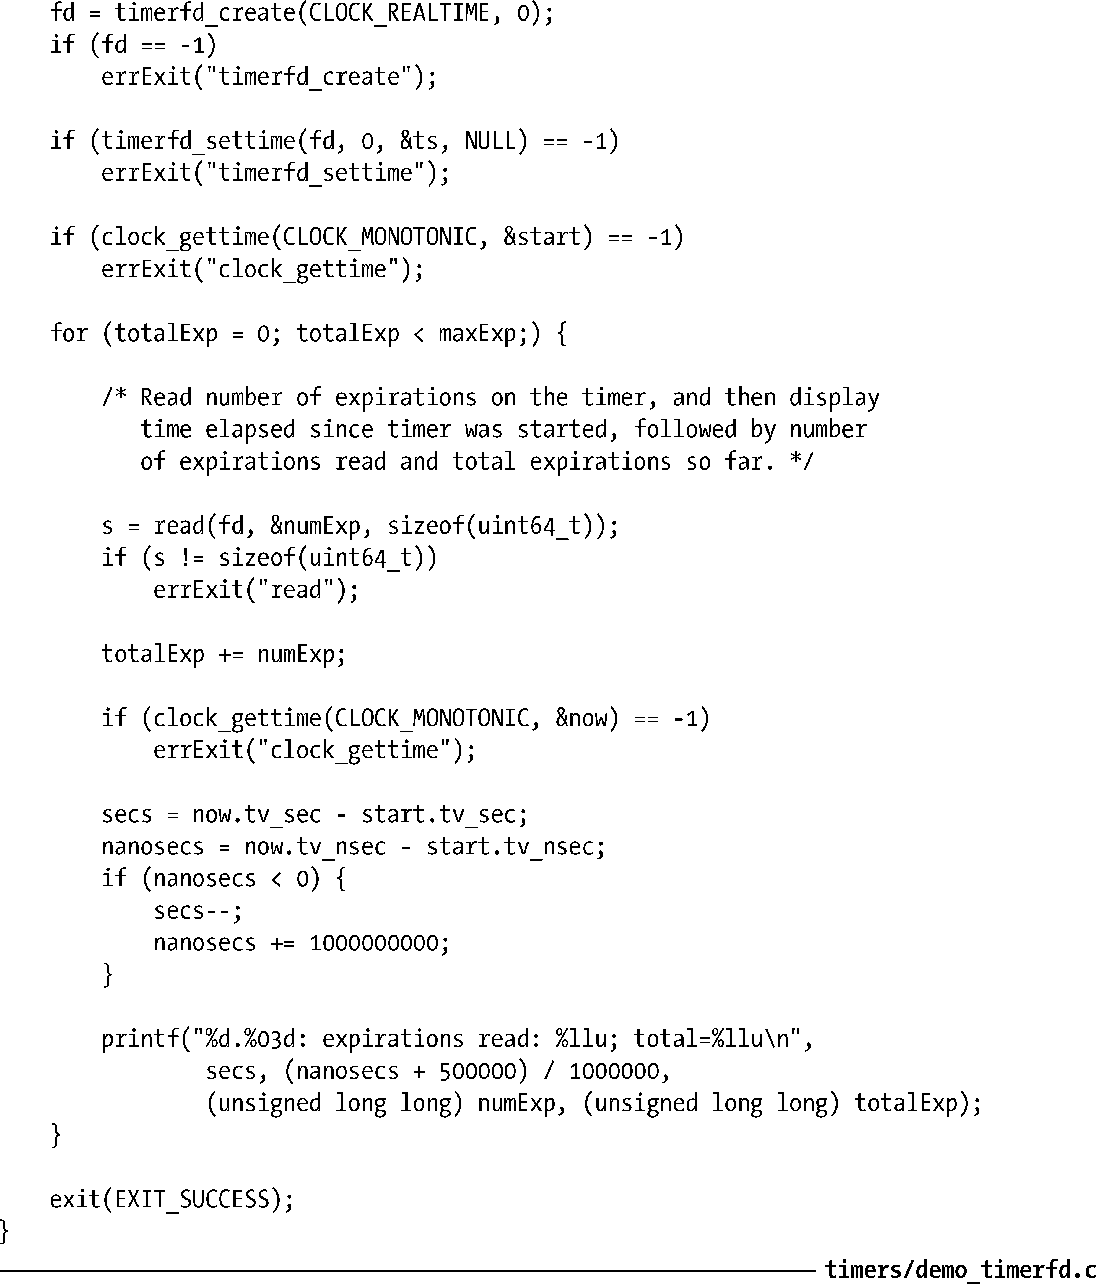 fd = timerfd_create(CLOCK_REALTIME, 0);
if (fd == -1)
errExit("timerfd_create");
if (timerfd_settime(fd, 0, &ts, NULL) == -1)
errExit("timerfd_settime");
if (clock_gettime(CLOCK_MONOTONIC, &start) == -1)
errExit("clock_gettime");
for (totalExp = 0; totalExp < maxExp;) {
/* Read number of expirations on the timer, and then display
time elapsed since timer was started, followed by number
of expirations read and total expirations so far. */
s = read(fd, &numExp, sizeof(uint64_t));
if (s != sizeof(uint64_t))
errExit("read");
totalExp += numExp;
if (clock_gettime(CLOCK_MONOTONIC, &now) == -1)
errExit("clock_gettime");
secs = now.tv_sec - start.tv_sec;
nanosecs = now.tv_nsec - start.tv_nsec;
if (nanosecs < 0) {
secs--;
nanosecs += 1000000000;
}
printf("%d.%03d: expirations read: %llu; total=%llu\n",
secs, (nanosecs + 500000) / 1000000,
(unsigned long long) numExp, (unsigned long long) totalExp);
}
exit(EXIT_SUCCESS);
}
timers/demo_timerfd.c